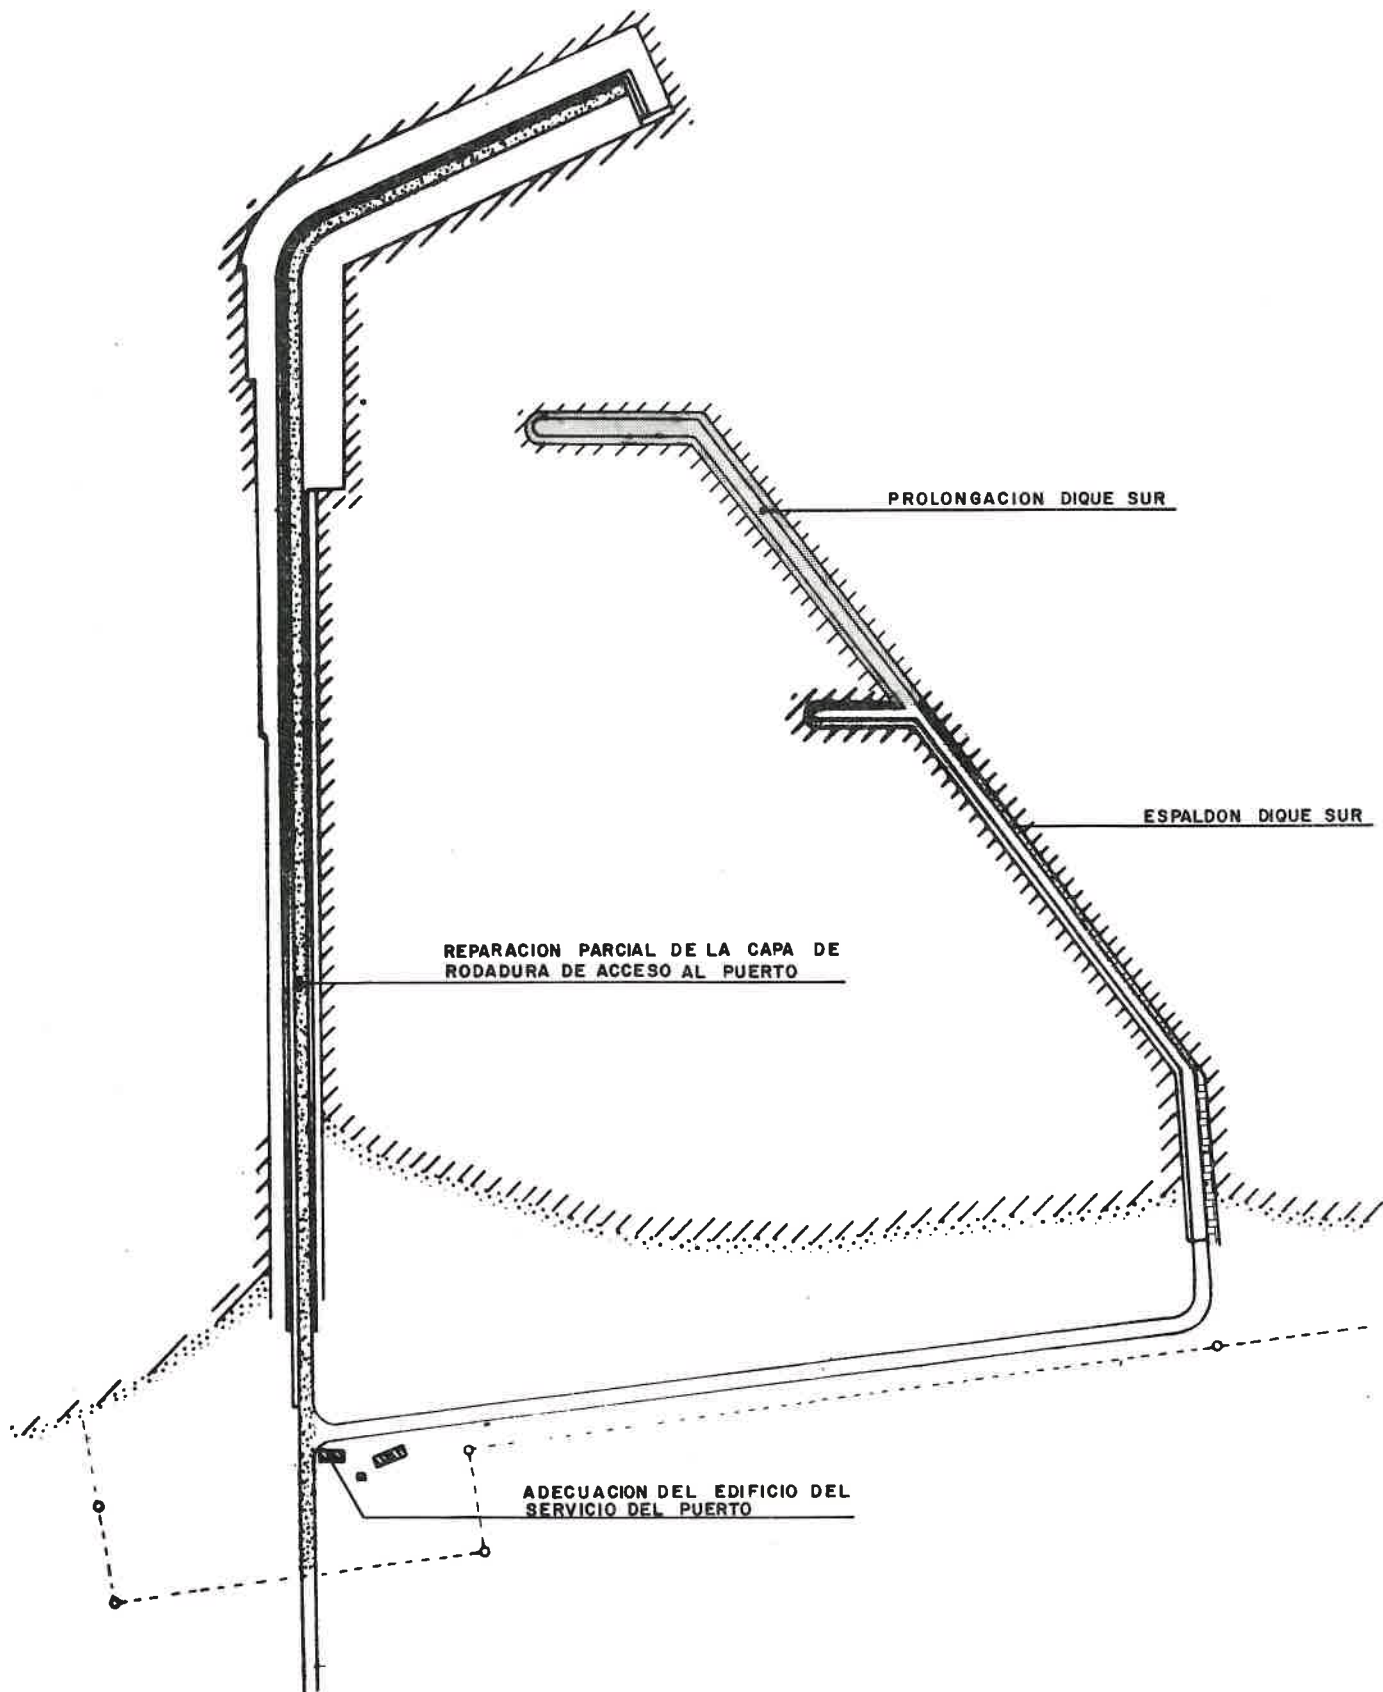 PROLONGACION DIQUE SUR
ESPALDON DIQUE SUR
REPARACION PARCIAL DE LA CAPA DE
RODADURA DE ACCESO AL PUERTO
ADECUACION DEL EDIFICIO DEL
SERVICIO DEL PUERTO